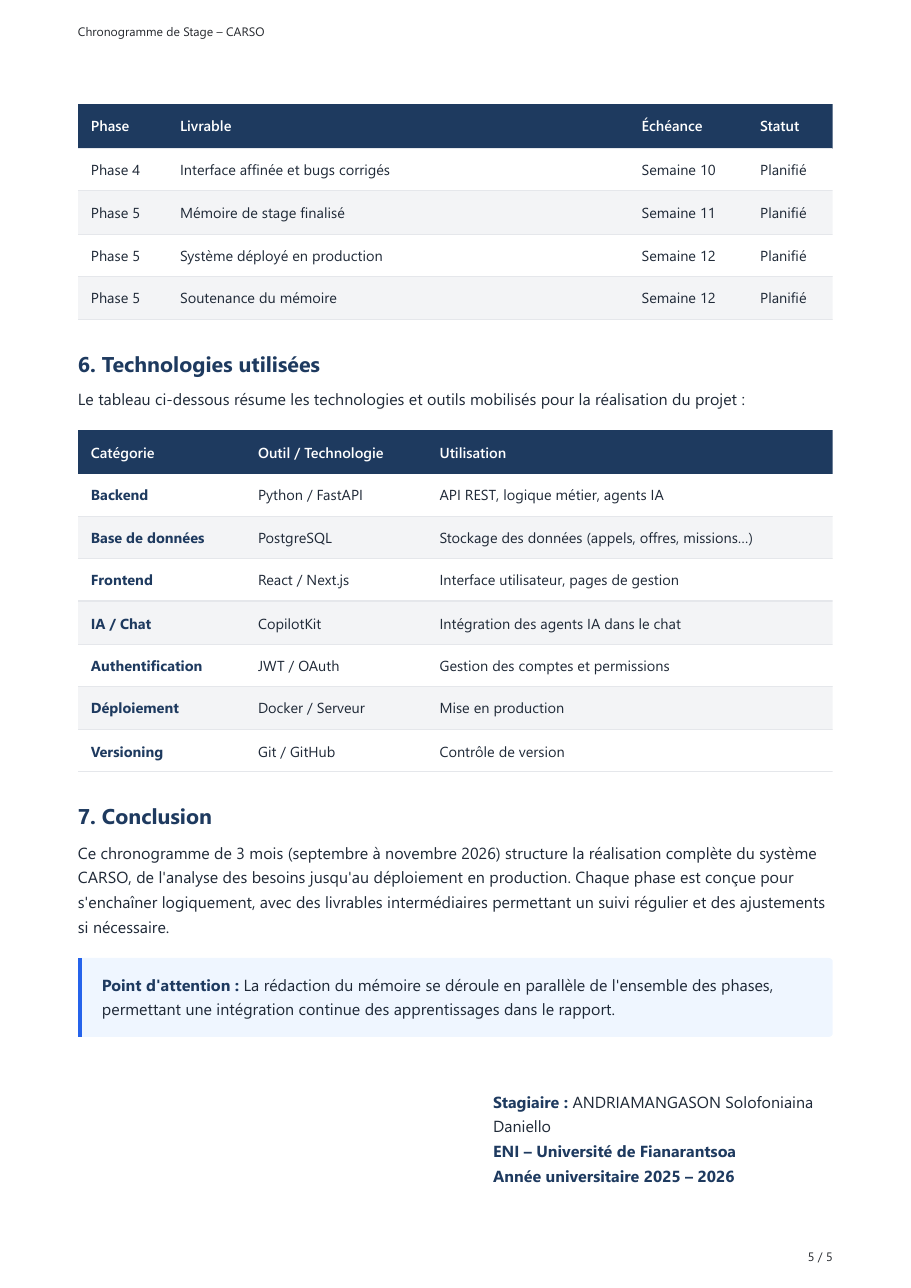 Chronogramme de Stage – CARSO
Phase Livrable Échéance Statut
Phase 4 Interface affinée et bugs corrigés Semaine 10 Planifié
Phase 5 Mémoire de stage finalisé Semaine 11 Planifié
Phase 5 Système déployé en production Semaine 12 Planifié
Phase 5 Soutenance du mémoire Semaine 12 Planifié
6. Technologies utilisées
Le tableau ci-dessous résume les technologies et outils mobilisés pour la réalisation du projet :
Catégorie Outil / Technologie Utilisation
Backend Python / FastAPI API REST, logique métier, agents IA
Base de données PostgreSQL Stockage des données (appels, offres, missions…)
Frontend React / Next.js Interface utilisateur, pages de gestion
IA / Chat CopilotKit Intégration des agents IA dans le chat
Authentification JWT / OAuth Gestion des comptes et permissions
Déploiement Docker / Serveur Mise en production
Versioning Git / GitHub Contrôle de version
7. Conclusion
Ce chronogramme de 3 mois (septembre à novembre 2026) structure la réalisation complète du système
CARSO, de l'analyse des besoins jusqu'au déploiement en production. Chaque phase est conçue pour
s'enchaîner logiquement, avec des livrables intermédiaires permettant un suivi régulier et des ajustements
si nécessaire.
Point d'attention : La rédaction du mémoire se déroule en parallèle de l'ensemble des phases,
permettant une intégration continue des apprentissages dans le rapport.
Stagiaire : ANDRIAMANGASON Solofoniaina
Daniello
ENI – Université de Fianarantsoa
Année universitaire 2025 – 2026
5 / 5